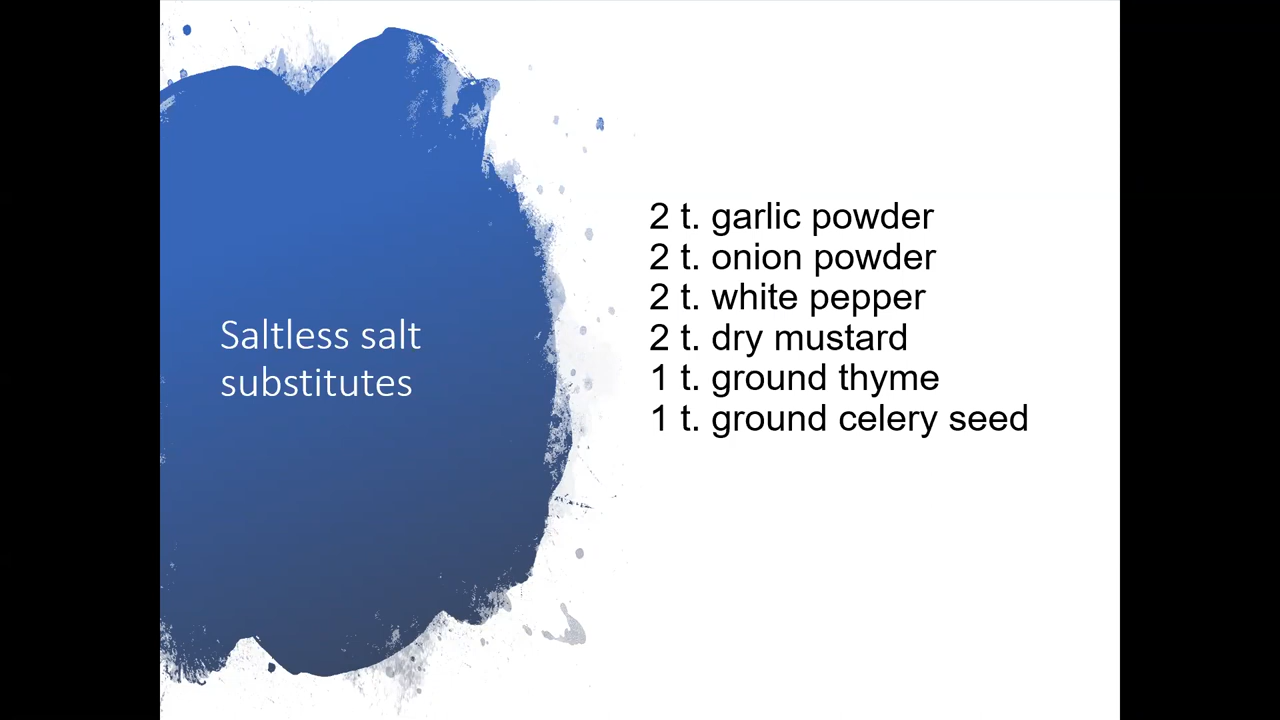 Saltless salt
substitutes
2 t. garlic powder
2 t. onion powder
2 t. white pepper
2 t. dry mustard
1 t. ground thyme
1 t. ground celery seed